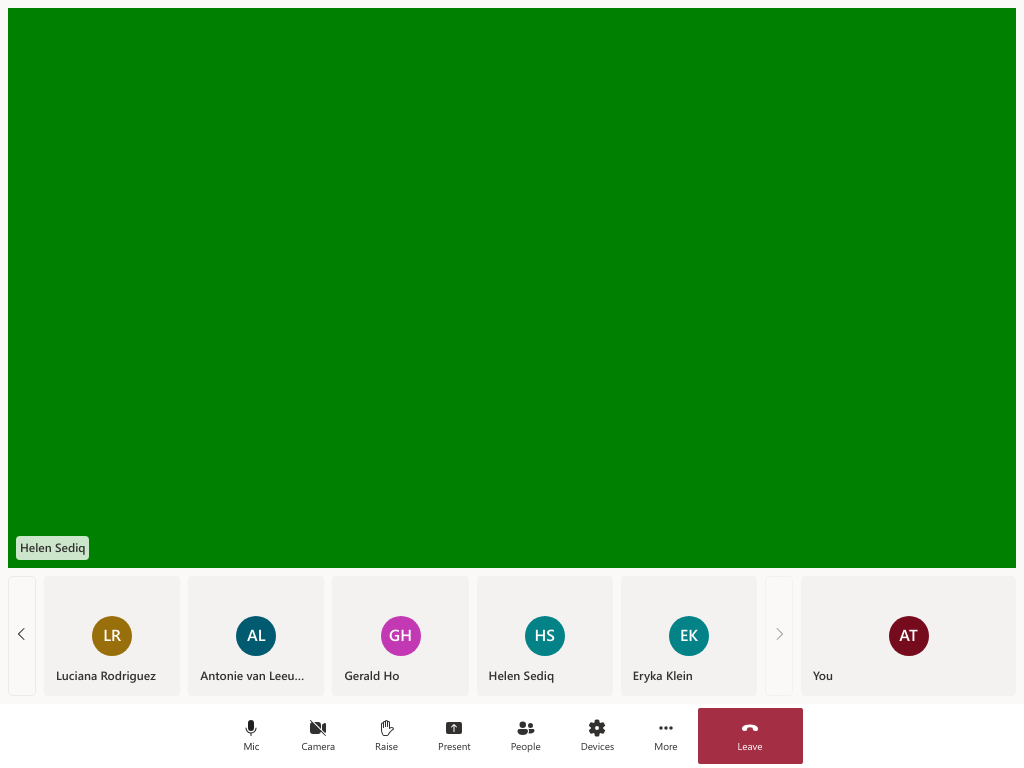 Helen Sediq
LR
AL
GH
HS
EK
AT
Luciana Rodriguez
Antonie van Leeu...
Gerald Ho
Helen Sediq
Eryka Klein
You
Mic
Camera
Raise
Present
People
Devices
More
Leave